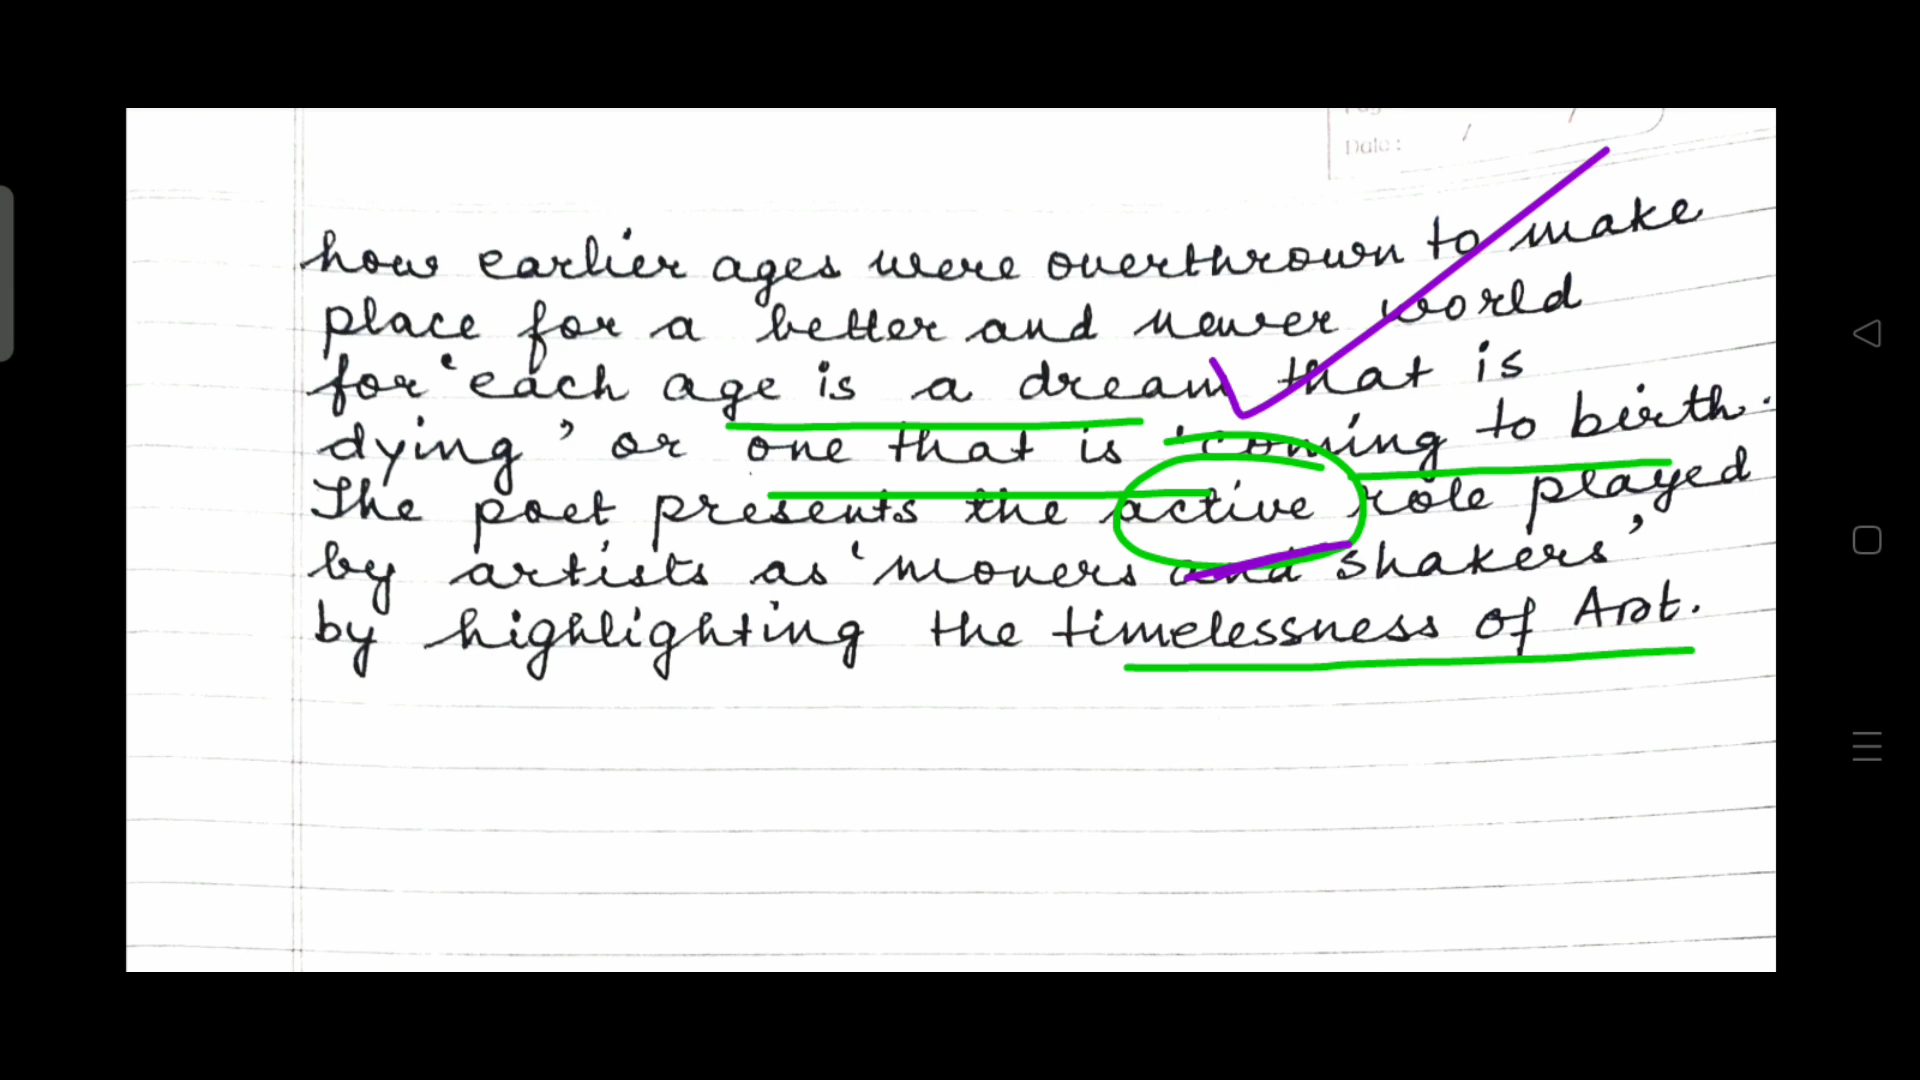 Date: / /
how earlier ages were overthrown to make
place for a better and newer world
for 'each age is a dream that is
dying' or one that is 'coming to birth.
The poet presents the active role played
by artists as 'movers and shakers',
by highlighting the timelessness of Art.